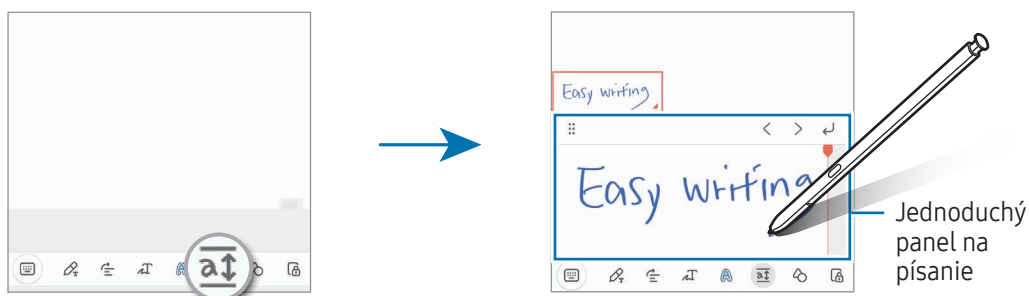 Easy writing
Easy writing
Jednoduchý
panel na
písanie